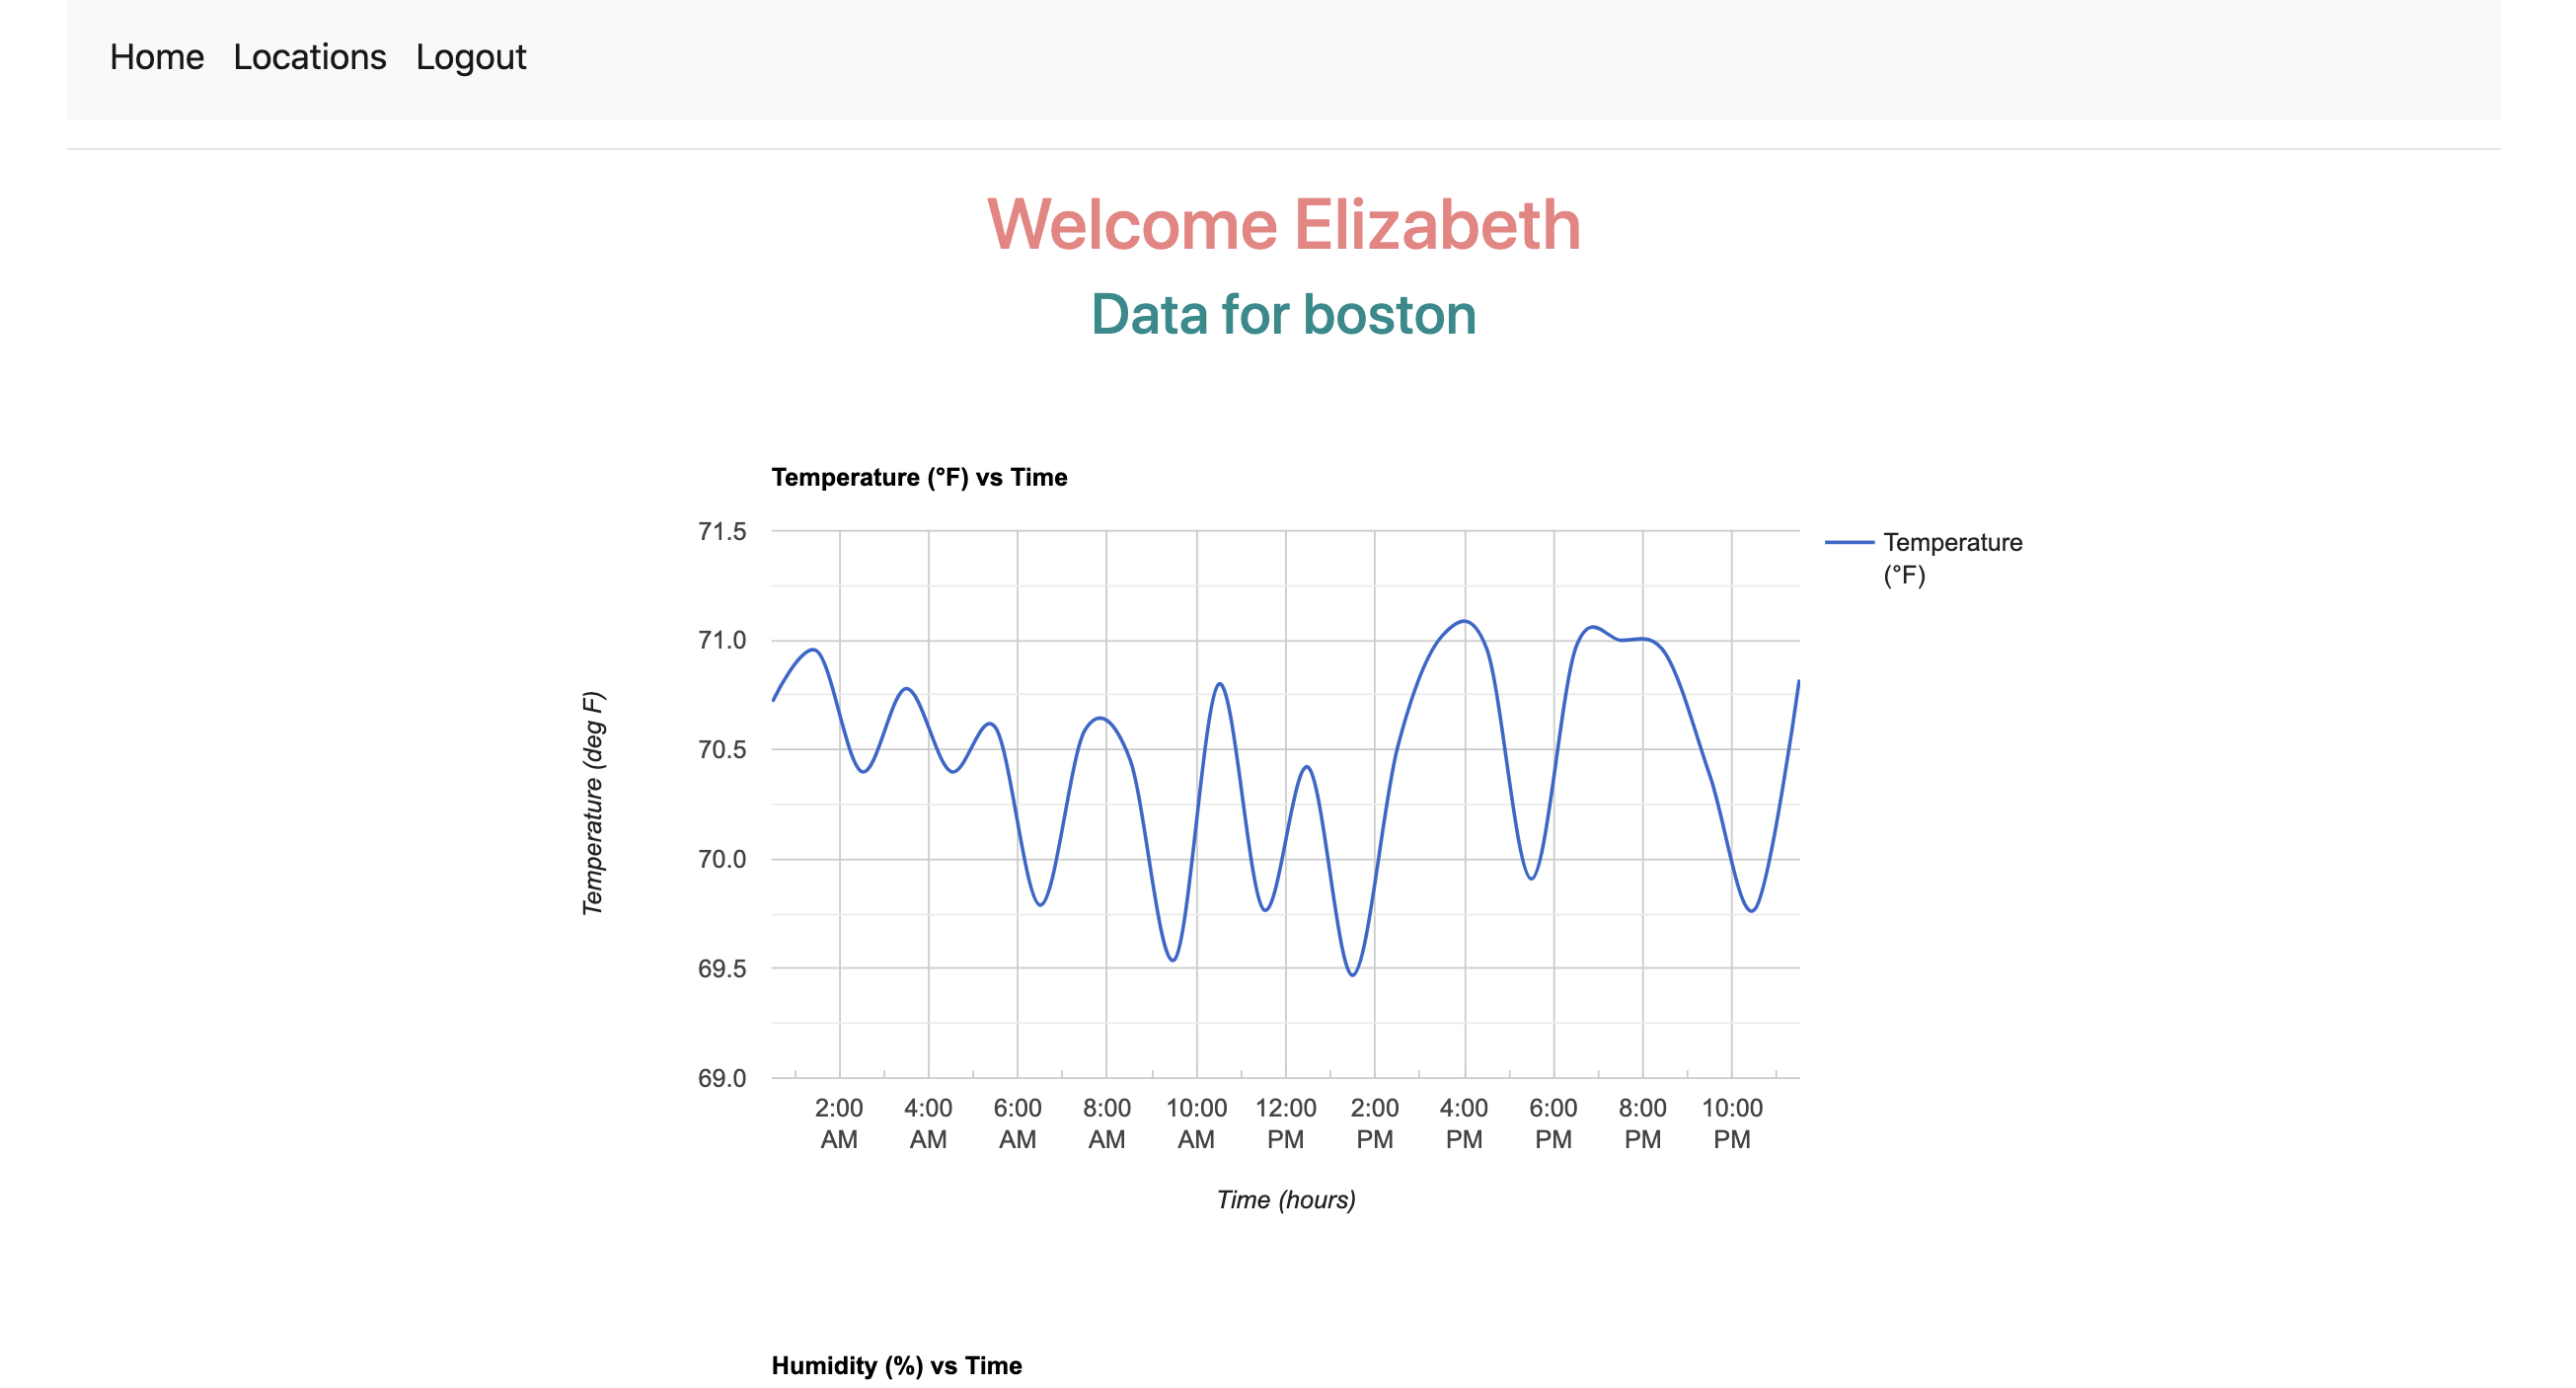 Home Locations Logout
Welcome Elizabeth
Data for boston
Temperature (°F) vs Time
71.5
71.0
70.5
70.0
69.5
69.0
Temperature (deg F)
Temperature
(°F)
2:00 4:00 6:00 8:00 10:00 12:00 2:00 4:00 6:00 8:00 10:00
AM AM AM AM AM PM PM PM PM PM PM
Time (hours)
Humidity (%) vs Time